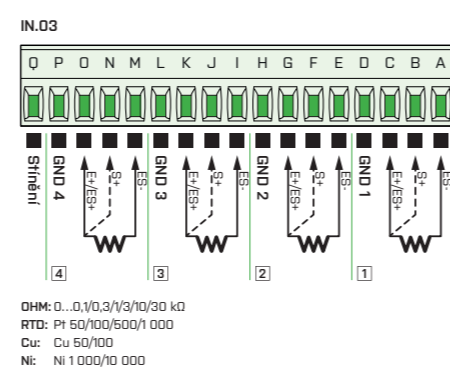 IN.03
Q P O N M L K J I H G F E D C B A
Stínění GND 4 E+/ES+ S+ ES- GND 3 E+/ES+ S+ ES- GND 2 E+/ES+ S+ ES- GND 1 E+/ES+ S+ ES-
4 3 2 1
OHM: 0...0,1/0,3/1/3/10/30 kΩ
RTD: Pt 50/100/500/1 000
Cu: Cu 50/100
Ni: Ni 1 000/10 000